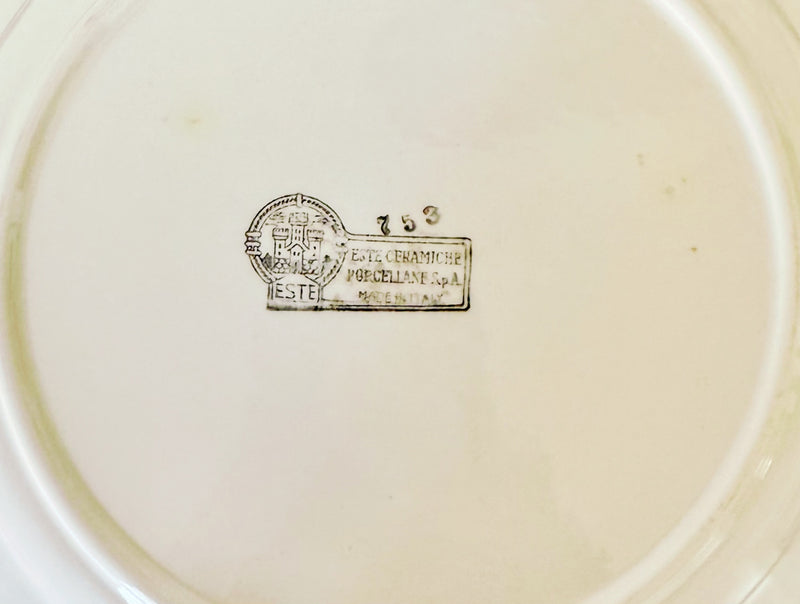 753
ESTE CERAMICHE
PORCELLANE S.p.A.
MADE IN ITALY
ESTE